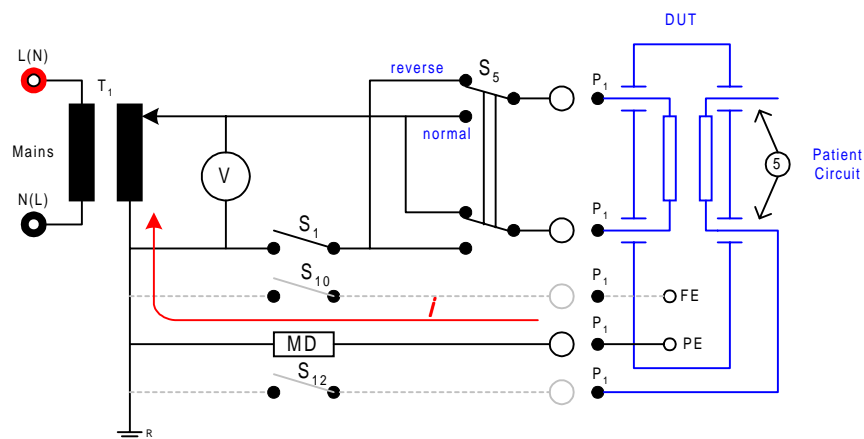 DUT
L(N)
T1
reverse
S5
P1
P1
normal
Mains
V
5
Patient
Circuit
N(L)
S1
P1
S10
i
P1
FE
P1
MD
PE
S12
P1
R